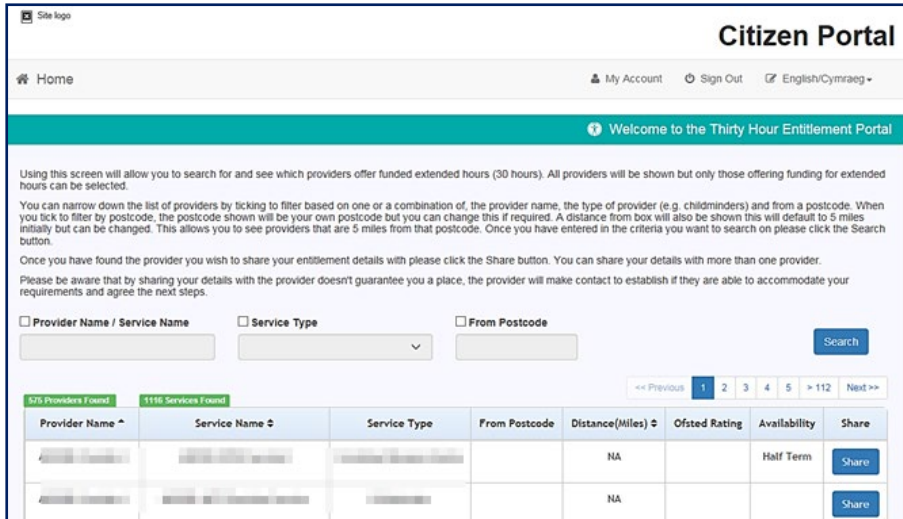 Site logo
Citizen Portal
Home
My Account
Sign Out
English/Cymraeg
Welcome to the Thirty Hour Entitlement Portal
Using this screen will allow you to search for and see which providers offer funded extended hours (30 hours). All providers will be shown but only those offering funding for extended
hours can be selected.
You can narrow down the list of providers by ticking to filter based on one or a combination of, the provider name, the type of provider (e.g. childminders) and from a postcode. When
you tick to filter by postcode, the postcode shown will be your own postcode but you can change this if required. A distance from box will also be shown this will default to 5 miles
initially but can be changed. This allows you to see providers that are 5 miles from that postcode. Once you have entered in the criteria you want to search on please click the Search
button.
Once you have found the provider you wish to share your entitlement details with please click the Share button. You can share your details with more than one provider.
Please be aware that by sharing your details with the provider doesn't guarantee you a place, the provider will make contact to establish if they are able to accommodate your
requirements and agree the next steps.
Provider Name / Service Name
Service Type
From Postcode
Search
<< Previous 1 2 3 4 5 > 112 Next >>
575 Providers Found
1116 Services Found
Provider Name Service Name Service Type From Postcode Distance(Miles) Ofsted Rating Availability Share
NA Half Term Share
NA Share